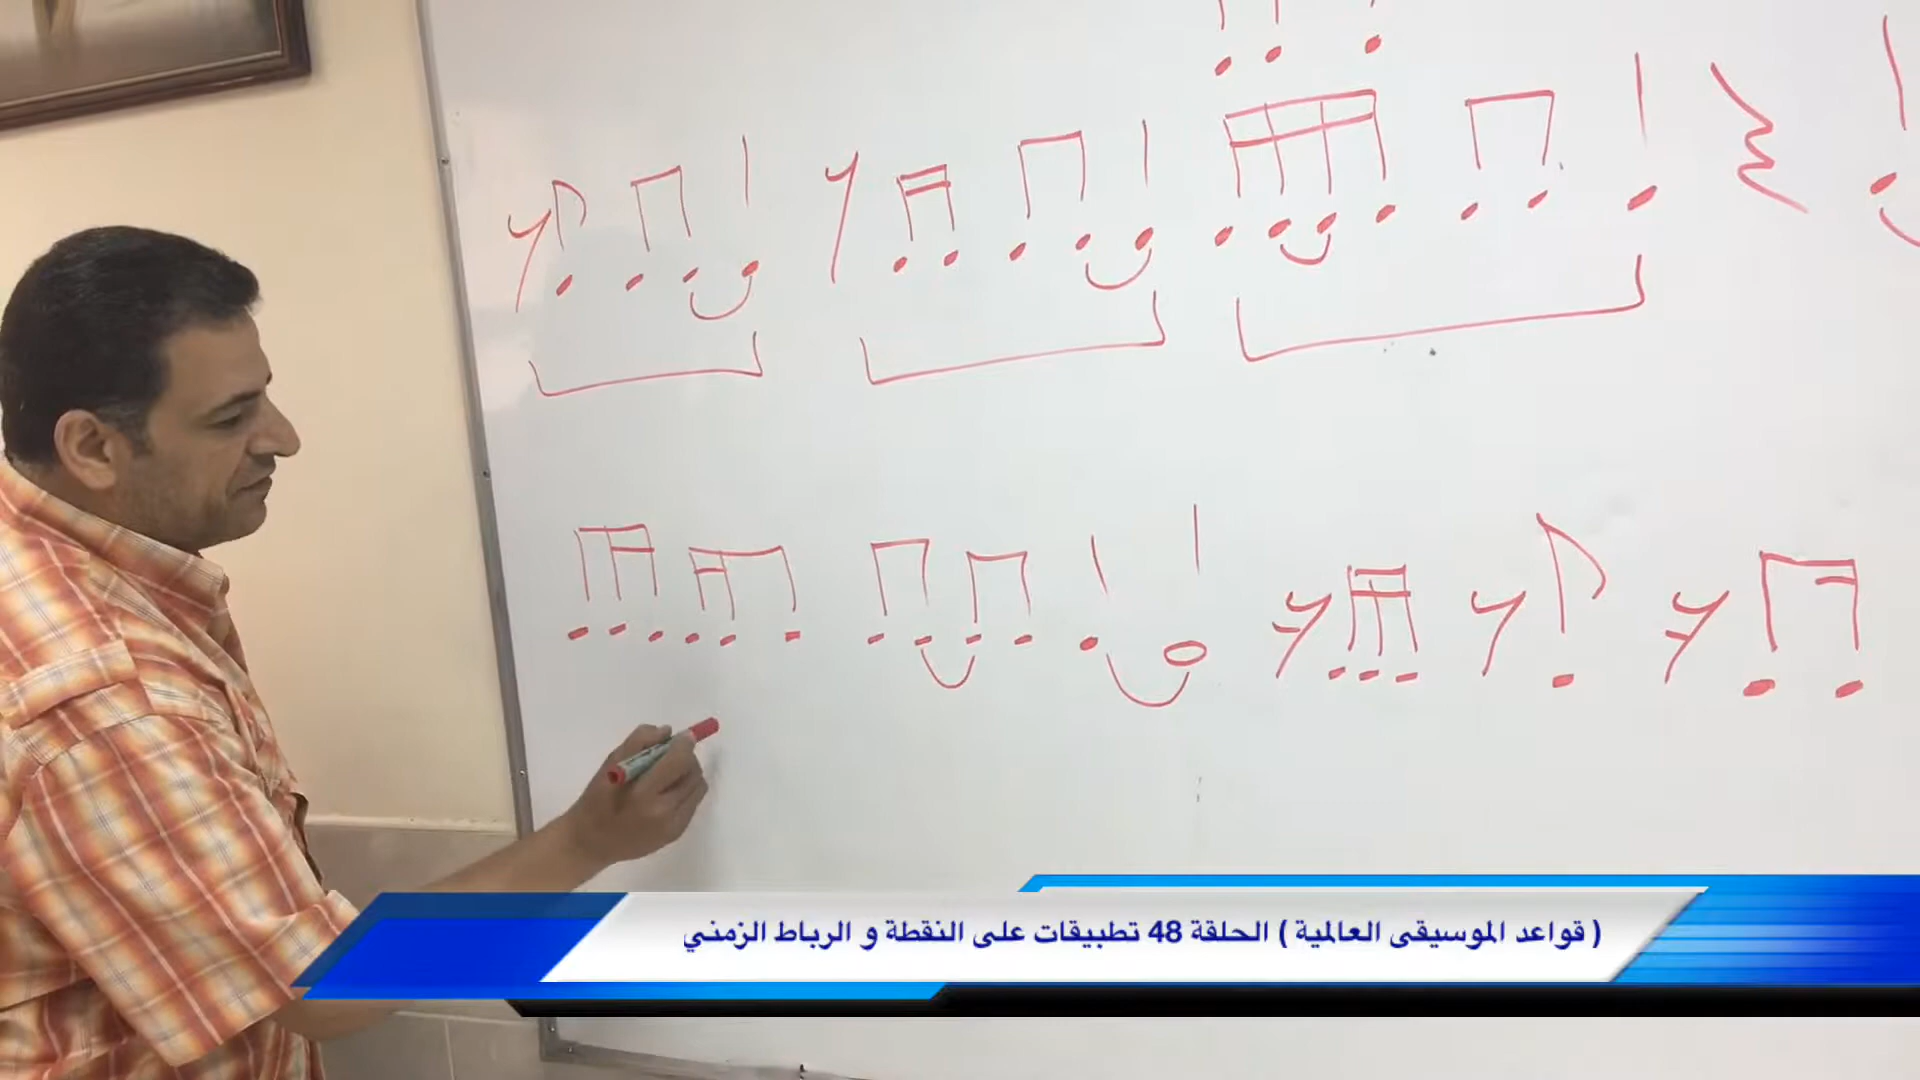 ( قواعد الموسيقى العالمية ) الحلقة 48 تطبيقات على النقطة و الرباط الزمني